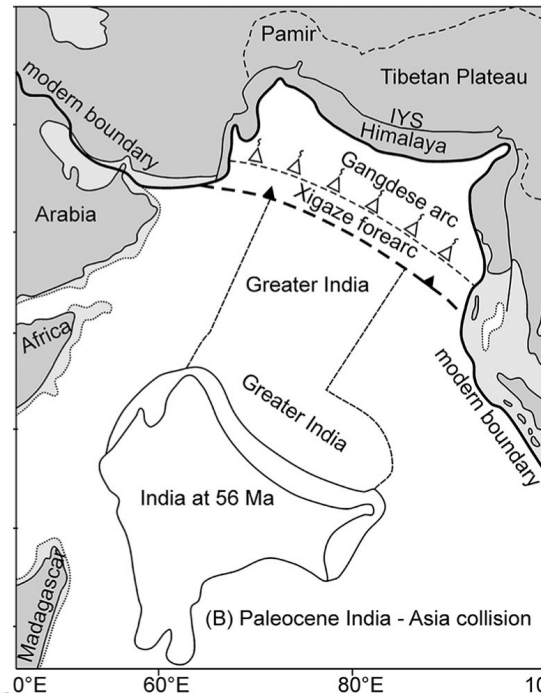 Pamir
Tibetan Plateau
modern boundary
IYS
Himalaya
Gangdese arc
Xigaze forearc
Arabia
Greater India
Africa
Greater India
modern boundary
India at 56 Ma
Madagascar
(B) Paleocene India - Asia collision
0°E 60°E 80°E 10